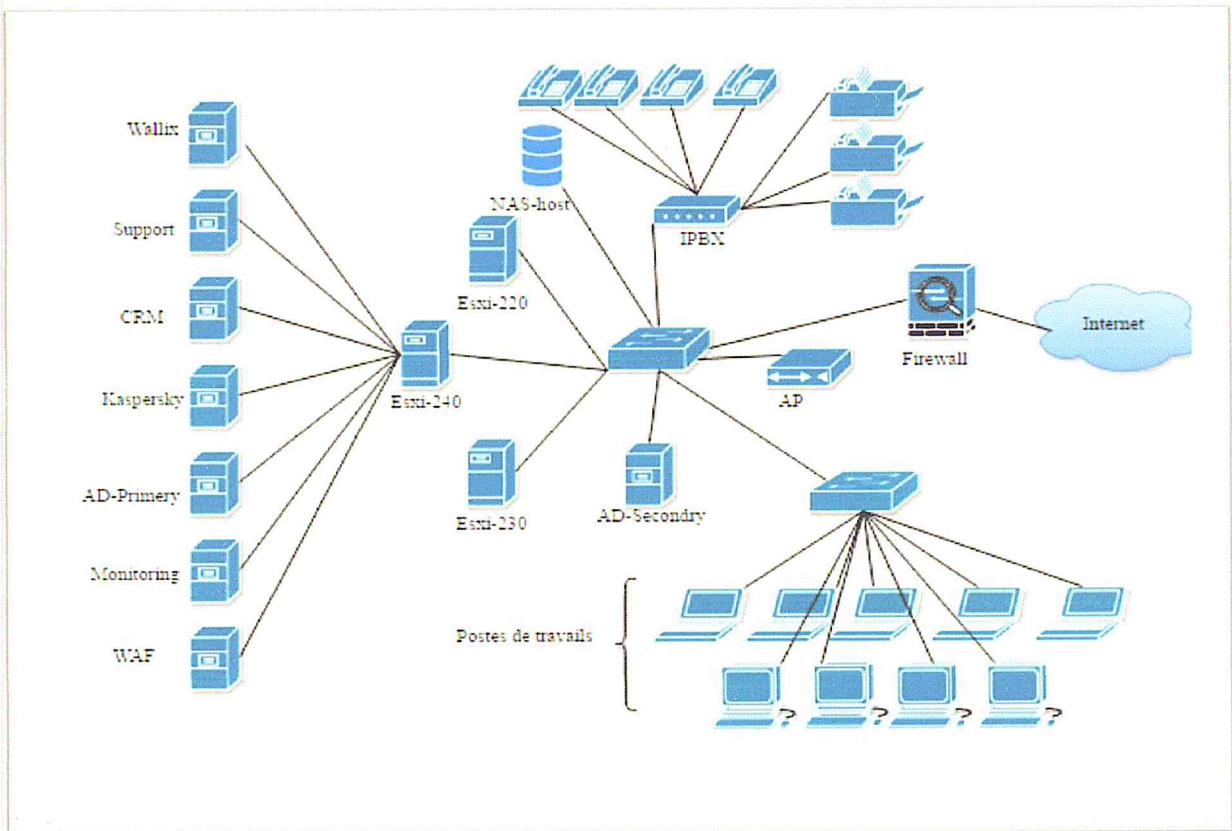 Wallix
Support
CRM
Kaspersky
AD-Primery
Monitoring
WAF
Esxi-240
NAS-host
Esxi-220
Esxi-230
IPBX
AD-Secondry
AP
Firewall
Internet
Postes de travails